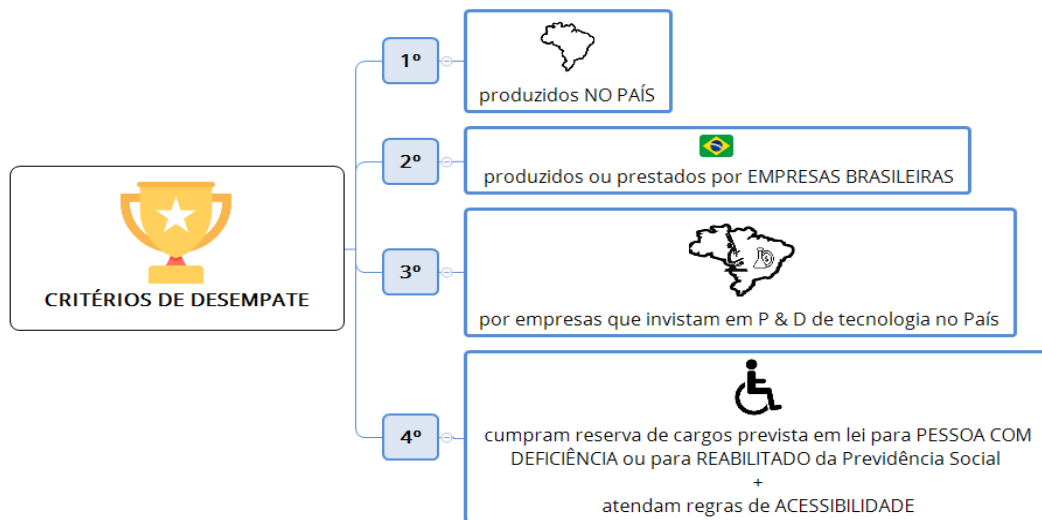 CRITÉRIOS DE DESEMPATE
1º
produzidos NO PAÍS
2º
produzidos ou prestados por EMPRESAS BRASILEIRAS
3º
por empresas que invistam em P & D de tecnologia no País
4º
cumpram reserva de cargos prevista em lei para PESSOA COM
DEFICIÊNCIA ou para REABILITADO da Previdência Social
+
atendam regras de ACESSIBILIDADE